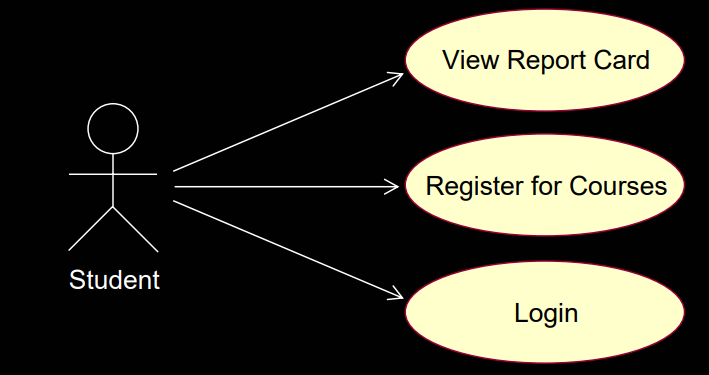 View Report Card
Register for Courses
Student
Login